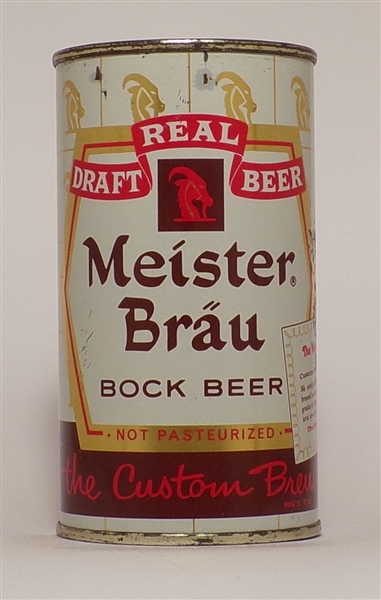 REAL
DRAFT BEER
Meister®
Bräu
BOCK BEER
· NOT PASTEURIZED ·
the Custom Brew